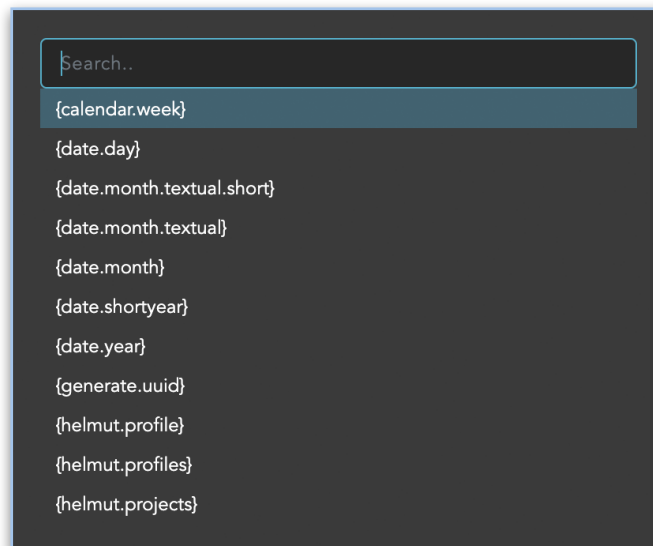 Search..
{calendar.week}
{date.day}
{date.month.textual.short}
{date.month.textual}
{date.month}
{date.shortyear}
{date.year}
{generate.uuid}
{helmut.profile}
{helmut.profiles}
{helmut.projects}